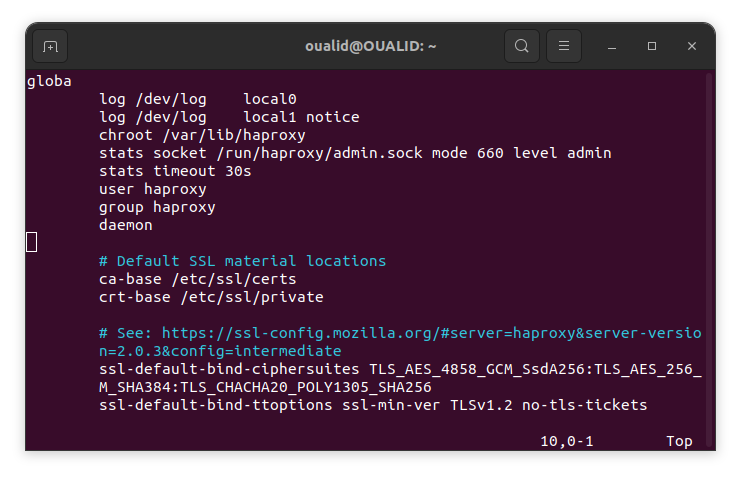 oualid@OUALID: ~
globa
log /dev/log    local0
log /dev/log    local1 notice
chroot /var/lib/haproxy
stats socket /run/haproxy/admin.sock mode 660 level admin
stats timeout 30s
user haproxy
group haproxy
daemon
# Default SSL material locations
ca-base /etc/ssl/certs
crt-base /etc/ssl/private
# See: https://ssl-config.mozilla.org/#server=haproxy&server-versio
n=2.0.3&config=intermediate
ssl-default-bind-ciphersuites TLS_AES_4858_GCM_SsdA256:TLS_AES_256_
M_SHA384:TLS_CHACHA20_POLY1305_SHA256
ssl-default-bind-ttoptions ssl-min-ver TLSv1.2 no-tls-tickets
10,0-1        Top